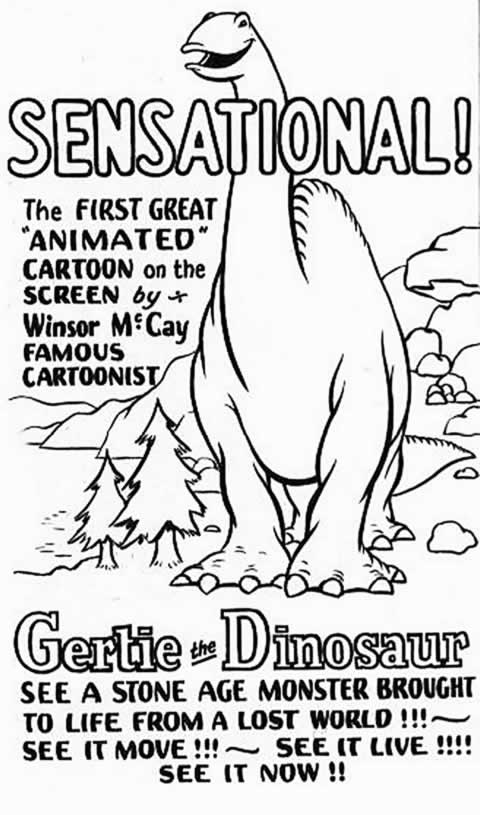 SENSATIONAL!
The FIRST GREAT
"ANIMATED"
CARTOON on the
SCREEN by
Winsor McCay
FAMOUS
CARTOONIST
Gertie the Dinosaur
SEE A STONE AGE MONSTER BROUGHT
TO LIFE FROM A LOST WORLD !!! ~
SEE IT MOVE !!! ~ SEE IT LIVE !!!!
SEE IT NOW !!